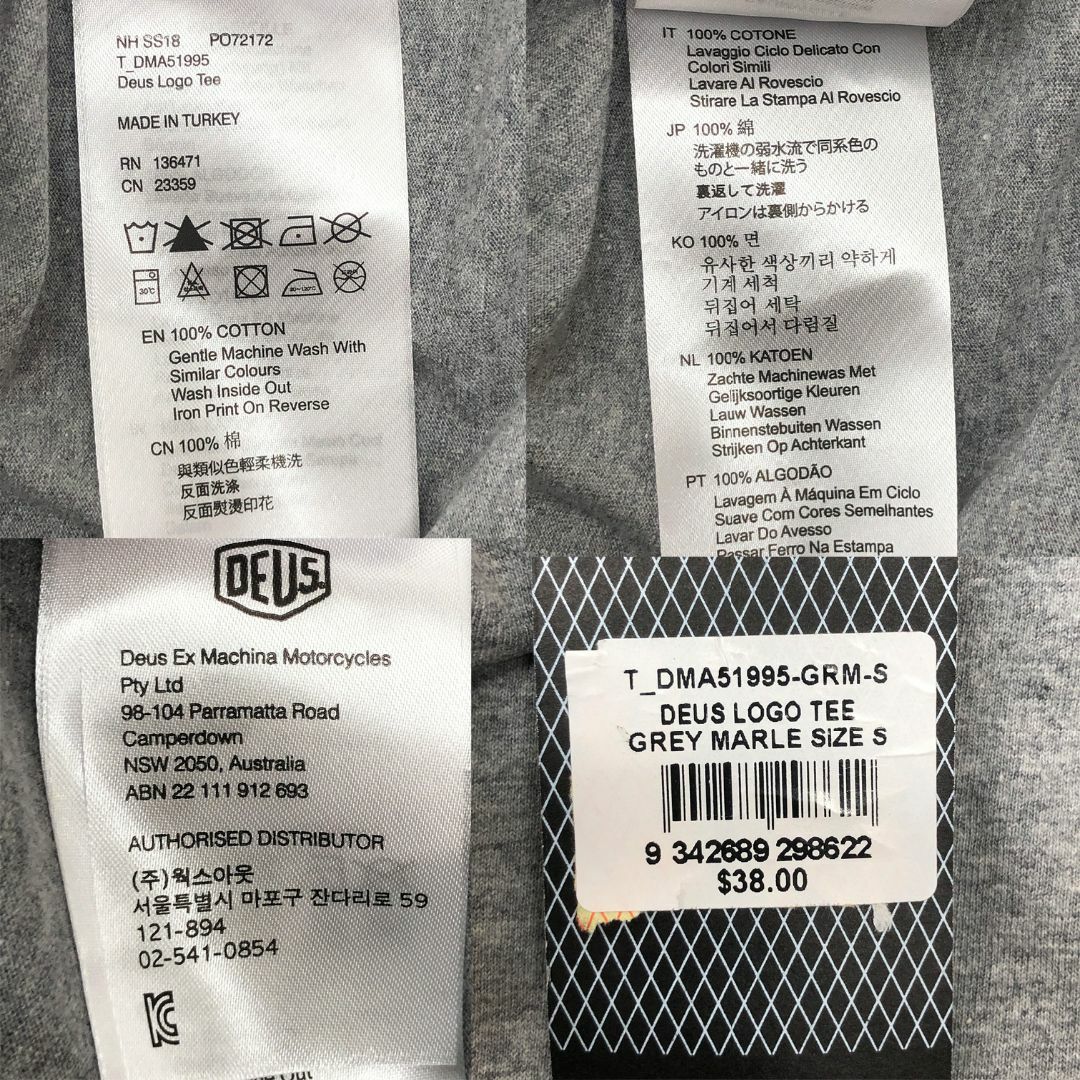 NH SS18 PO72172
T_DMA51995
Deus Logo Tee
MADE IN TURKEY
RN 136471
CN 23359
30°C
80~120°C
EN 100% COTTON
Gentle Machine Wash With
Similar Colours
Wash Inside Out
Iron Print On Reverse
CN 100% 棉
與類似色輕柔機洗
反面洗滌
反面熨燙印花
IT 100% COTONE
Lavaggio Ciclo Delicato Con
Colori Simili
Lavare Al Rovescio
Stirare La Stampa Al Rovescio
JP 100% 綿
洗濯機の弱水流で同系色の
ものと一緒に洗う
裏返して洗濯
アイロンは裏側からかける
KO 100% 면
유사한 색상끼리 약하게
기계 세척
뒤집어 세탁
뒤집어서 다림질
NL 100% KATOEN
Zachte Machinewas Met
Gelijksoortige Kleuren
Lauw Wassen
Binnenstebuiten Wassen
Strijken Op Achterkant
PT 100% ALGODÃO
Lavagem À Máquina Em Ciclo
Suave Com Cores Semelhantes
Lavar Do Avesso
Passar Ferro Na Estampa
DEUS
Deus Ex Machina Motorcycles
Pty Ltd
98-104 Parramatta Road
Camperdown
NSW 2050, Australia
ABN 22 111 912 693
AUTHORISED DISTRIBUTOR
(주)웍스아웃
서울특별시 마포구 잔다리로 59
121-894
02-541-0854
T_DMA51995-GRM-S
DEUS LOGO TEE
GREY MARLE SIZE S
9 342689 298622
$38.00